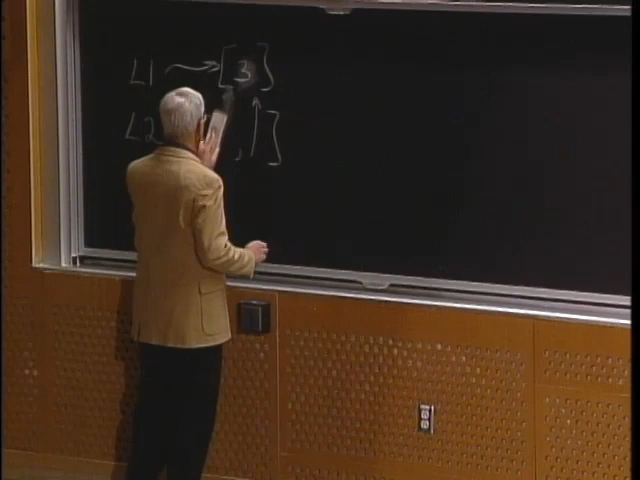 L1 → [3]
L2 , ]